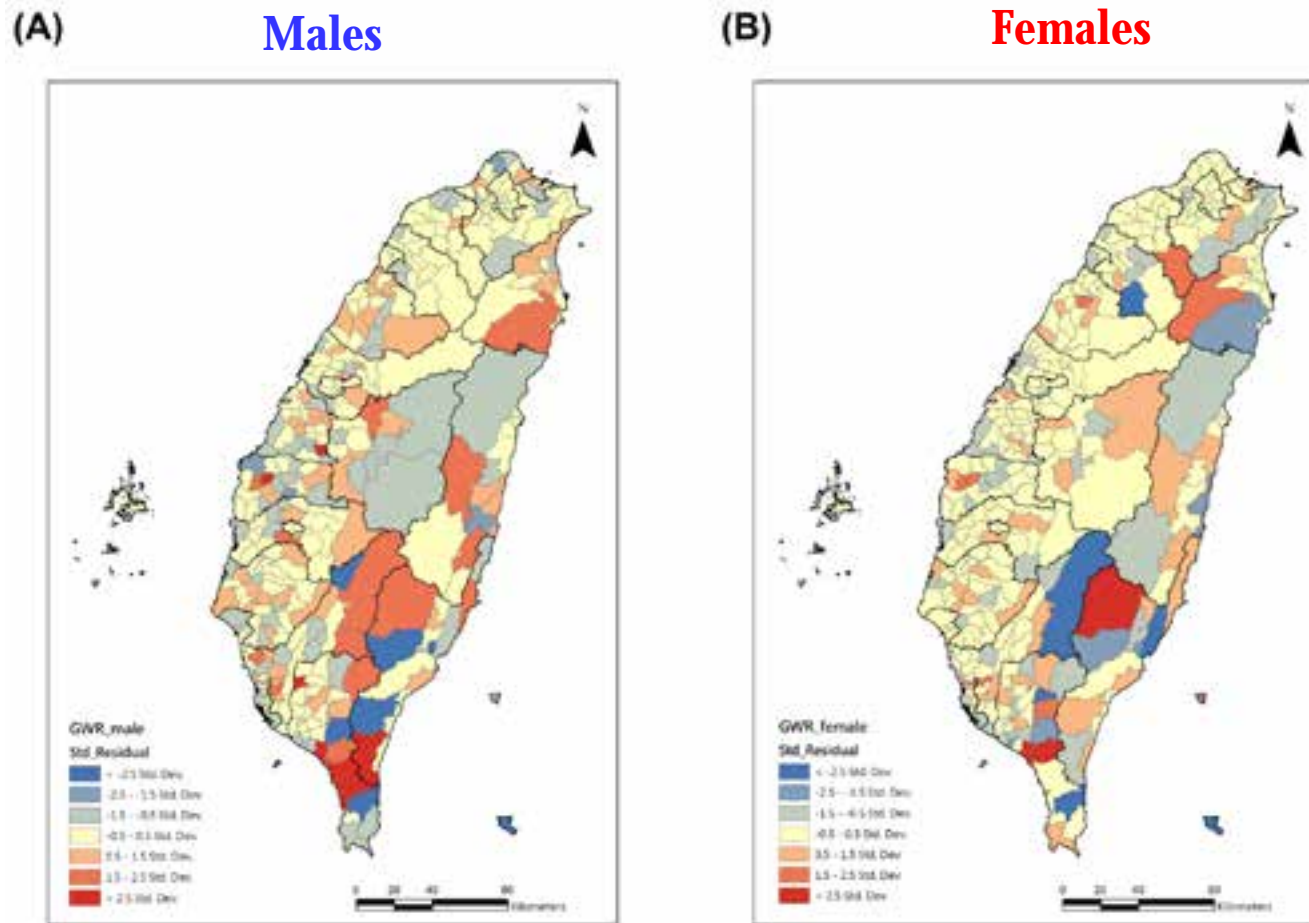 (A)
Males
N
GWR_male
Std_Residual
< -2.5 Std. Dev
-2.5 - -1.5 Std. Dev
-1.5 - -0.5 Std. Dev
-0.5 - 0.5 Std. Dev
0.5 - 1.5 Std. Dev
1.5 - 2.5 Std. Dev
> 2.5 Std. Dev
0 20 40 80
Kilometers
(B)
Females
N
GWR_female
Std_Residual
< -2.5 Std. Dev
-2.5 - -1.5 Std. Dev
-1.5 - -0.5 Std. Dev
-0.5 - 0.5 Std. Dev
0.5 - 1.5 Std. Dev
1.5 - 2.5 Std. Dev
> 2.5 Std. Dev
0 20 40 80
Kilometers